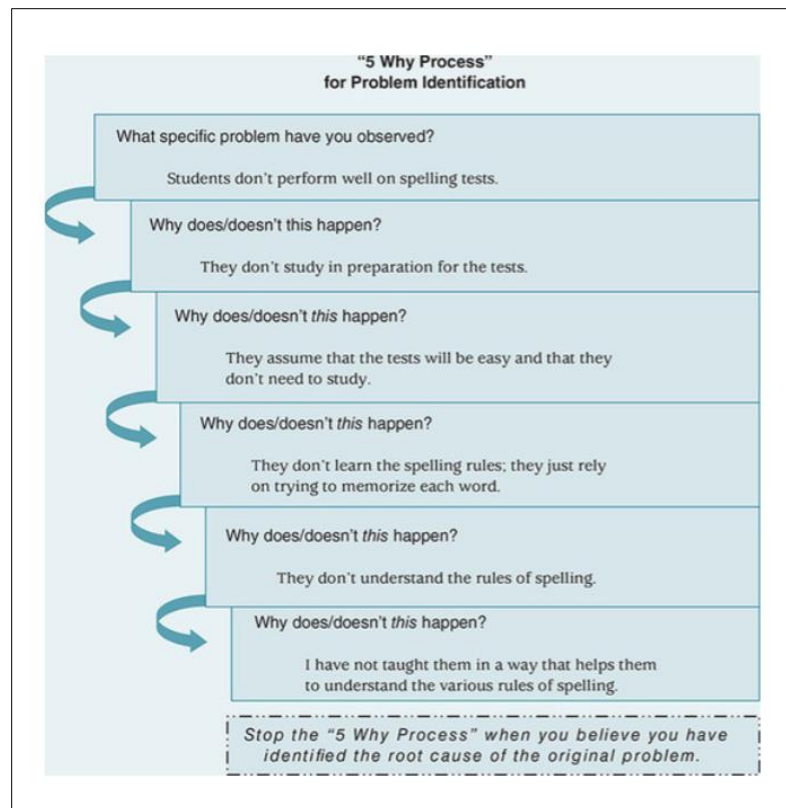 "5 Why Process"
for Problem Identification
What specific problem have you observed?
Students don't perform well on spelling tests.
Why does/doesn't this happen?
They don't study in preparation for the tests.
Why does/doesn't this happen?
They assume that the tests will be easy and that they
don't need to study.
Why does/doesn't this happen?
They don't learn the spelling rules; they just rely
on trying to memorize each word.
Why does/doesn't this happen?
They don't understand the rules of spelling.
Why does/doesn't this happen?
I have not taught them in a way that helps them
to understand the various rules of spelling.
Stop the "5 Why Process" when you believe you have
identified the root cause of the original problem.